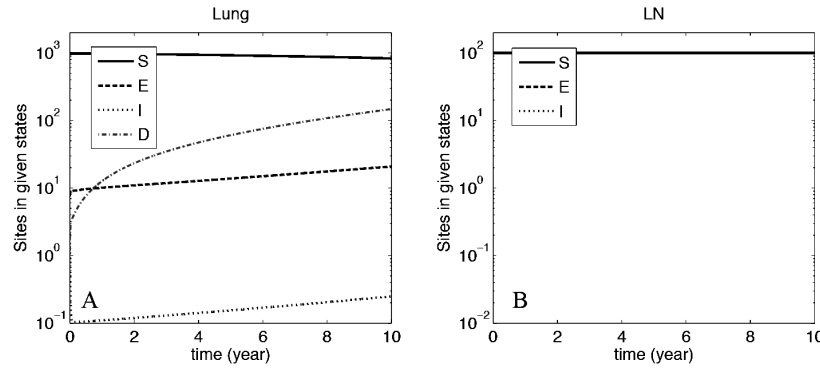 Lung
10^3
10^2
10^1
10^0
10^-1
Sites in given states
S
E
I
D
A
0 2 4 6 8 10
time (year)
LN
10^2
10^1
10^0
10^-1
10^-2
Sites in given states
S
E
I
B
0 2 4 6 8 10
time (year)